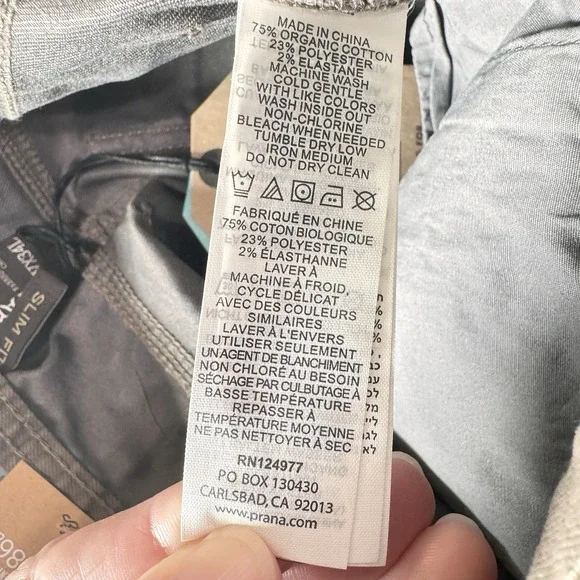 MADE IN CHINA
75% ORGANIC COTTON
23% POLYESTER
2% ELASTANE
MACHINE WASH
COLD GENTLE
WITH LIKE COLORS
WASH INSIDE OUT
NON-CHLORINE
BLEACH WHEN NEEDED
TUMBLE DRY LOW
IRON MEDIUM
DO NOT DRY CLEAN
FABRIQUÉ EN CHINE
75% COTON BIOLOGIQUE
23% POLYESTER
2% ÉLASTHANNE
LAVER À
MACHINE À FROID,
CYCLE DÉLICAT
AVEC DES COULEURS
SIMILAIRES
LAVER À L'ENVERS
UTILISER SEULEMENT
UN AGENT DE BLANCHIMENT
NON CHLORÉ AU BESOIN
SÉCHAGE PAR CULBUTAGE À
BASSE TEMPÉRATURE
REPASSER À
TEMPÉRATURE MOYENNE
NE PAS NETTOYER À SEC
RN124977
PO BOX 130430
CARLSBAD, CA 92013
www.prana.com
SLIM FIT